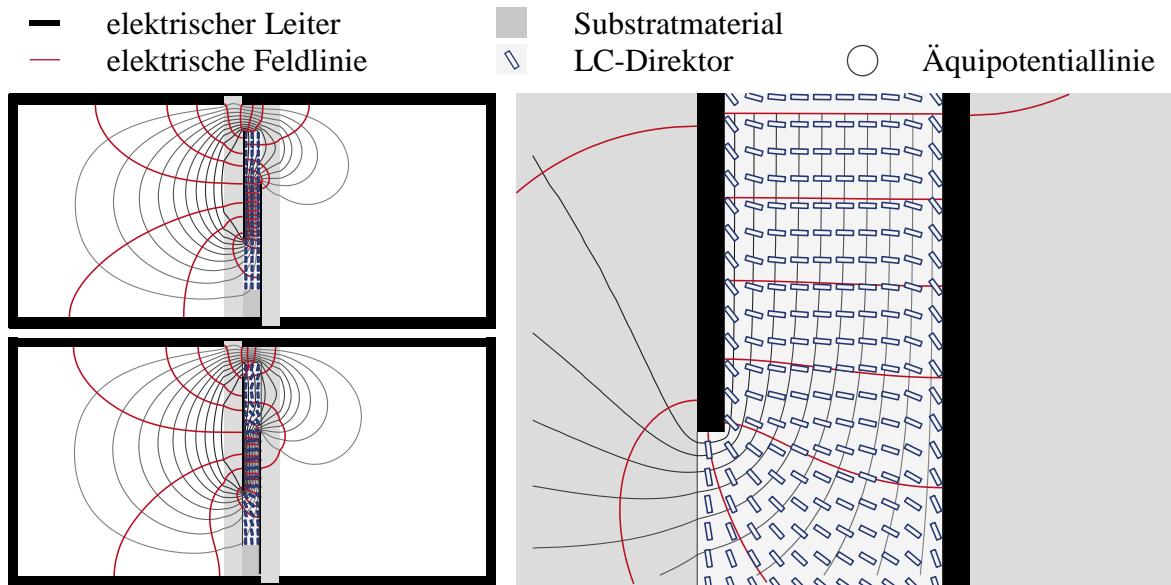 elektrischer Leiter
Substratmaterial
elektrische Feldlinie
LC-Direktor
Äquipotentiallinie